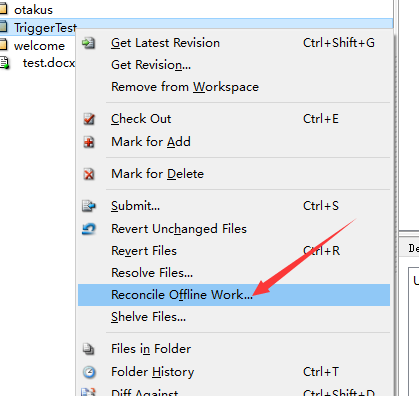 otakus
TriggerTest
welcome
test.docx
Get Latest Revision Ctrl+Shift+G
Get Revision...
Remove from Workspace
Check Out Ctrl+E
Mark for Add
Mark for Delete
Submit... Ctrl+S
Revert Unchanged Files
Revert Files Ctrl+R
Resolve Files...
Reconcile Offline Work...
Shelve Files...
Files in Folder
Folder History Ctrl+T
Diff Against Ctrl+Shift+D
De